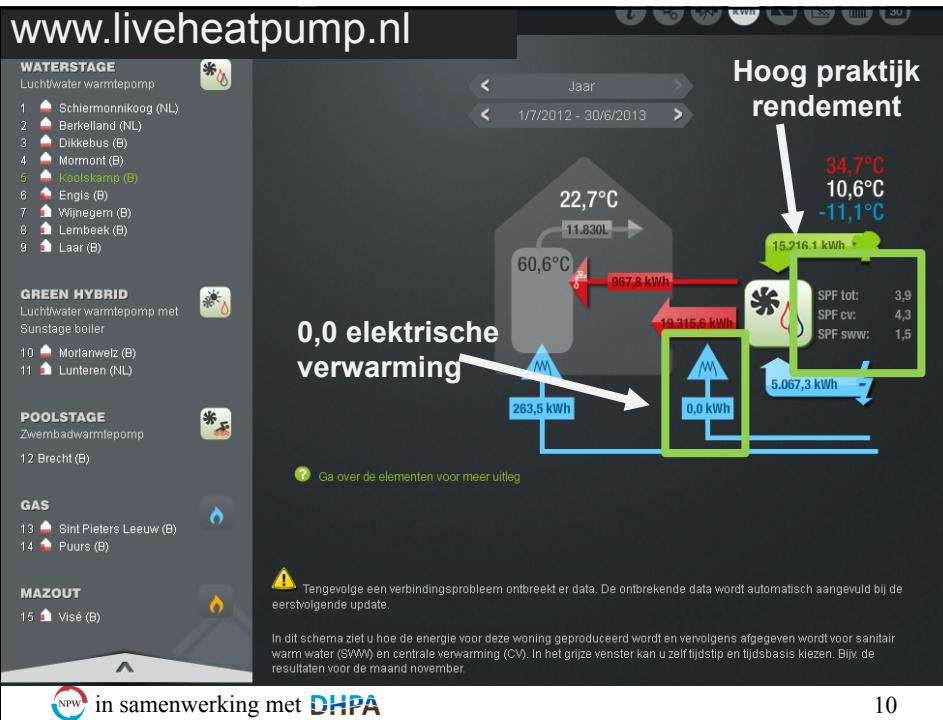 www.liveheatpump.nl
i
kWh
30
WATERSTAGE
Lucht/water warmtepomp
1 Schiermonnikoog (NL)
2 Berkelland (NL)
3 Dikkebus (B)
4 Mormont (B)
5 Koolskamp (B)
6 Engis (B)
7 Wijnegem (B)
8 Lembeek (B)
9 Laar (B)
GREEN HYBRID
Lucht/water warmtepomp met
Sunstage boiler
10 Morlanwelz (B)
11 Lunteren (NL)
POOLSTAGE
Zwembadwarmtepomp
12 Brecht (B)
GAS
13 Sint Pieters Leeuw (B)
14 Puurs (B)
MAZOUT
15 Visé (B)
Jaar
1/7/2012 - 30/6/2013
Hoog praktijk
rendement
34,7°C
10,6°C
-11,1°C
22,7°C
11.830L
60,6°C
15.216,1 kWh
967,8 kWh
19.315,6 kWh
SPF tot: 3,9
SPF cv: 4,3
SPF sww: 1,5
0,0 elektrische
verwarming
5.067,3 kWh
263,5 kWh
0,0 kWh
? Ga over de elementen voor meer uitleg
Tengevolge een verbindingsprobleem ontbreekt er data. De ontbrekende data wordt automatisch aangevuld bij de
eerstvolgende update.
In dit schema ziet u hoe de energie voor deze woning geproduceerd wordt en vervolgens afgegeven wordt voor sanitair
warm water (SWW) en centrale verwarming (CV). In het grijze venster kan u zelf tijdstip en tijdsbasis kiezen. Bijv. de
resultaten voor de maand november.
NPW in samenwerking met DHPA
10